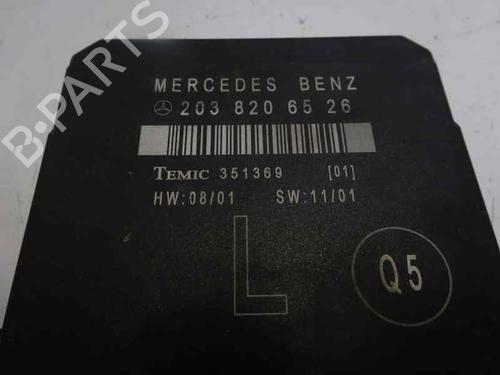 B-PARTS
MERCEDES BENZ
203 820 65 26
TEMIC 351369 [01]
HW:08/01 SW:11/01
L
Q5